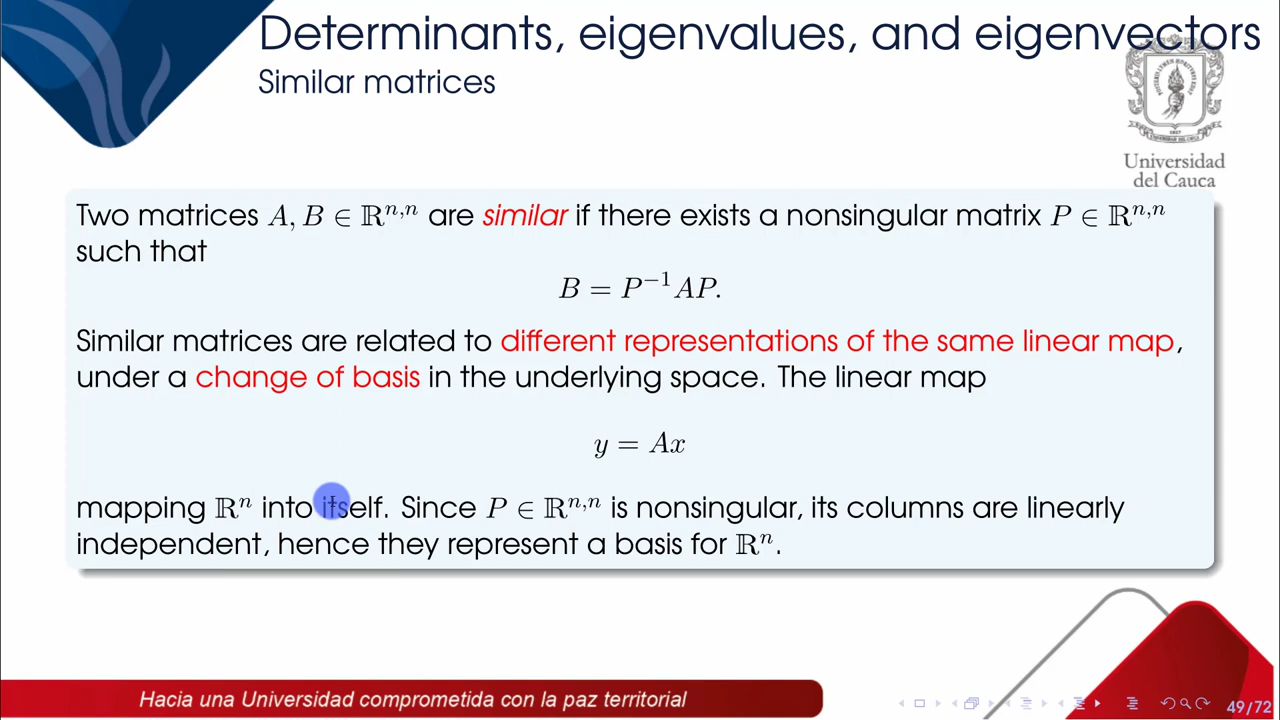 Determinants, eigenvalues, and eigenvectors
Similar matrices
Universidad
del Cauca
Two matrices A, B ∈ ℝⁿ,ⁿ are similar if there exists a nonsingular matrix P ∈ ℝⁿ,ⁿ
such that
B = P⁻¹AP.
Similar matrices are related to different representations of the same linear map,
under a change of basis in the underlying space. The linear map
y = Ax
mapping ℝⁿ into itself. Since P ∈ ℝⁿ,ⁿ is nonsingular, its columns are linearly
independent, hence they represent a basis for ℝⁿ.
Hacia una Universidad comprometida con la paz territorial
49/72